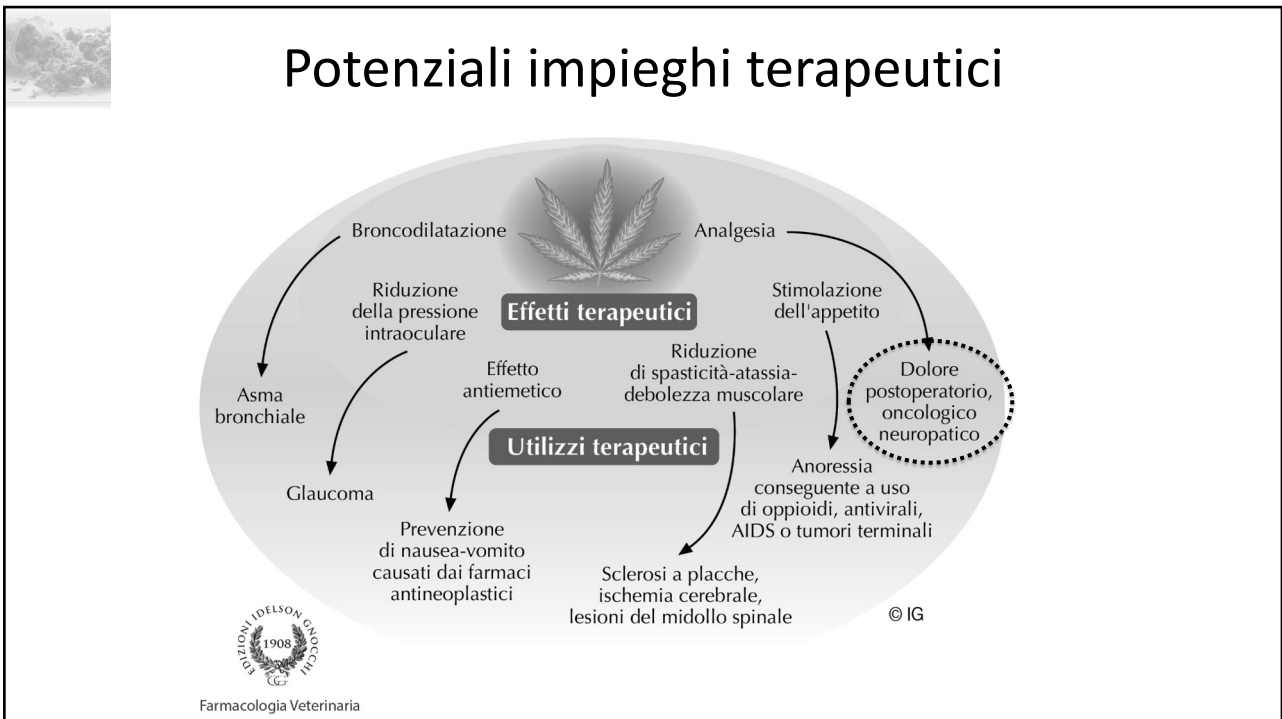 Potenziali impieghi terapeutici
Broncodilatazione
Analgesia
Riduzione
della pressione
intraoculare
Effetti terapeutici
Stimolazione
dell'appetito
Effetto
antiemetico
Riduzione
di spasticità-atassia-
debolezza muscolare
Asma
bronchiale
Dolore
postoperatorio,
oncologico
neuropatico
Utilizzi terapeutici
Glaucoma
Anoressia
conseguente a uso
di oppioidi, antivirali,
AIDS o tumori terminali
Prevenzione
di nausea-vomito
causati dai farmaci
antineoplastici
Sclerosi a placche,
ischemia cerebrale,
lesioni del midollo spinale
© IG
EDIZIONI IDELSON GNOCCHI
1908
Farmacologia Veterinaria